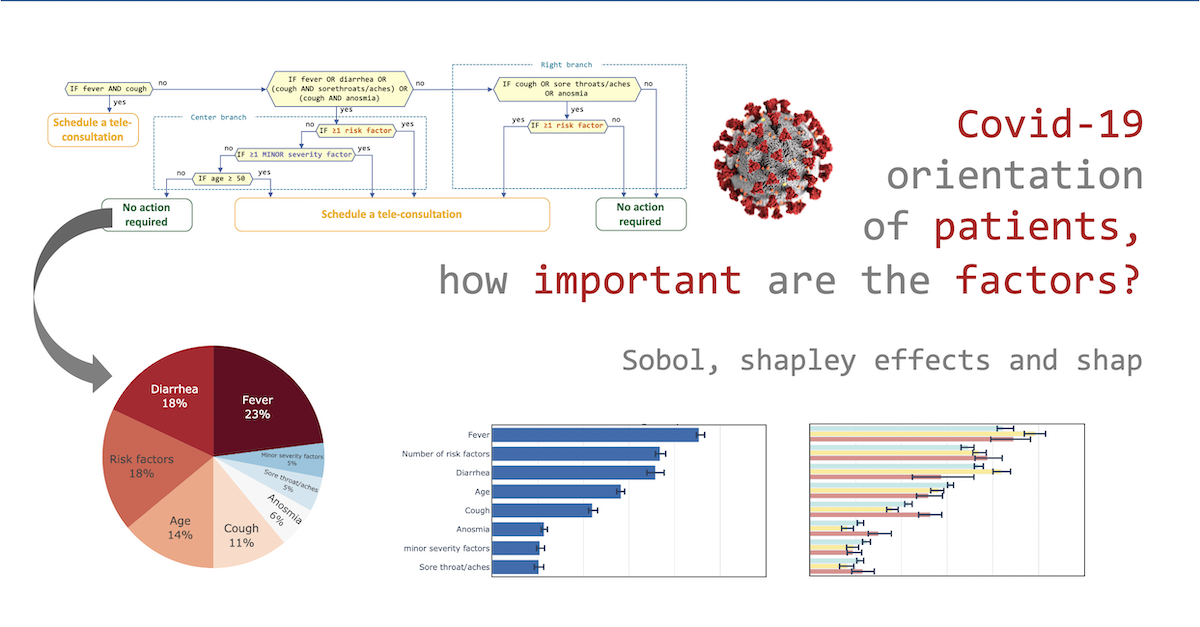 Right branch
IF fever AND cough
no
IF fever OR diarrhea OR
(cough AND sorethroats/aches) OR
(cough AND anosmia)
no
IF cough OR sore throats/aches
OR anosmia
no
yes
yes
yes
Schedule a tele-
consultation
Center branch
no
IF ≥1 risk factor
yes
yes
IF ≥1 risk factor
no
no
IF ≥1 MINOR severity factor
yes
no
IF age ≥ 50
yes
No action
required
Schedule a tele-consultation
No action
required
Covid-19
orientation
of patients,
how important are the factors?
Sobol, shapley effects and shap
Diarrhea
18%
Fever
23%
Risk factors
18%
Minor severity factors
5%
Sore throat/aches
5%
Anosmia
6%
Age
14%
Cough
11%
Fever
Number of risk factors
Diarrhea
Age
Cough
Anosmia
minor severity factors
Sore throat/aches